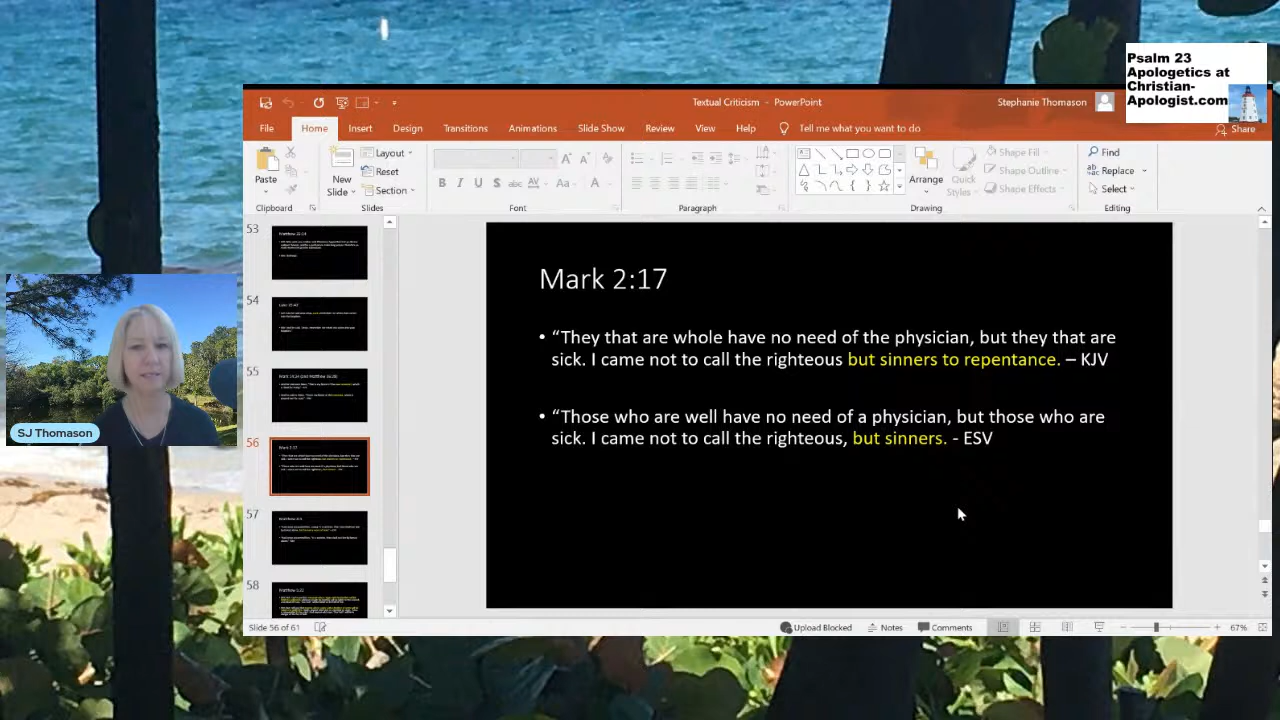 Psalm 23
Apologetics at
Christian-
Apologist.com
Textual Criticism - PowerPoint
Stephanie Thomason
File Home Insert Design Transitions Animations Slide Show Review View Help Tell me what you want to do Share
Paste
New
Slide
Layout
Reset
Section
B I U S abc AV Aa A
Arrange
Quick
Styles
Shape Fill
Shape Outline
Shape Effects
Find
Replace
Select
Clipboard Slides Font Paragraph Drawing Editing
53
54
55
56
57
58
Mark 2:17
• “They that are whole have no need of the physician, but they that are
sick. I came not to call the righteous but sinners to repentance. – KJV
• “Those who are well have no need of a physician, but those who are
sick. I came not to call the righteous, but sinners. - ESV
SJ Thomason
Slide 56 of 61 Upload Blocked Notes Comments 67%